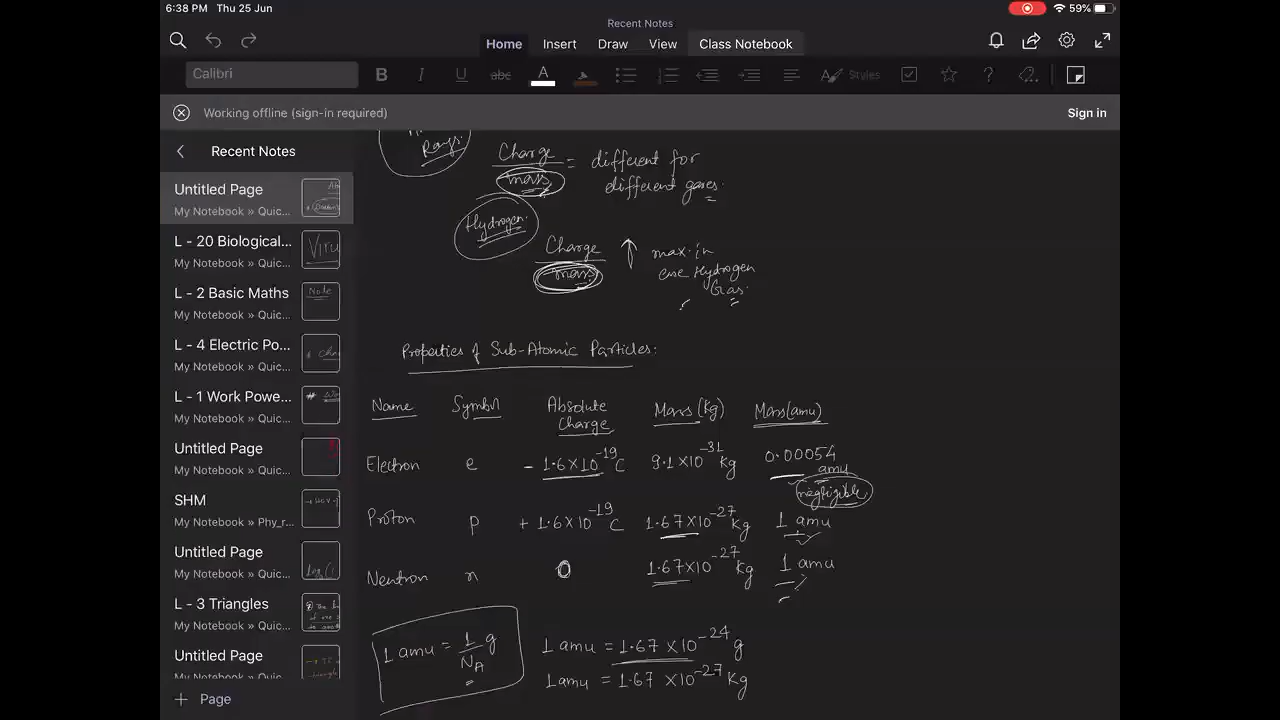 6:38 PM Thu 25 Jun
59%
Recent Notes
Home Insert Draw View Class Notebook
Calibri B I U abc A Styles ?
Working offline (sign-in required) Sign in
Recent Notes
Untitled Page
My Notebook » Quic...
L - 20 Biological...
My Notebook » Quic...
L - 2 Basic Maths
My Notebook » Quic...
L - 4 Electric Po...
My Notebook » Quic...
L - 1 Work Powe...
My Notebook » Quic...
Untitled Page
My Notebook » Quic...
SHM
My Notebook » Phy_r...
Untitled Page
My Notebook » Quic...
L - 3 Triangles
My Notebook » Quic...
Untitled Page
My Notebook » Quic...
+ Page
Rays.
Charge
mass
= different for
different gases.
Hydrogen.
Charge
mass
↑ max. in
case Hydrogen
Gas.
Properties of Sub-Atomic Particles:
Name Symbol Absolute Charge Mass (Kg) Mass (amu)
Electron e - 1.6 × 10⁻¹⁹ C 9.1 × 10⁻³¹ Kg 0.00054 amu
negligible
Proton p + 1.6 × 10⁻¹⁹ C 1.67 × 10⁻²⁷ Kg 1 amu
Neutron n 0 1.67 × 10⁻²⁷ Kg 1 amu
1 amu = 1/N_A g
1 amu = 1.67 × 10⁻²⁴ g
1 amu = 1.67 × 10⁻²⁷ Kg